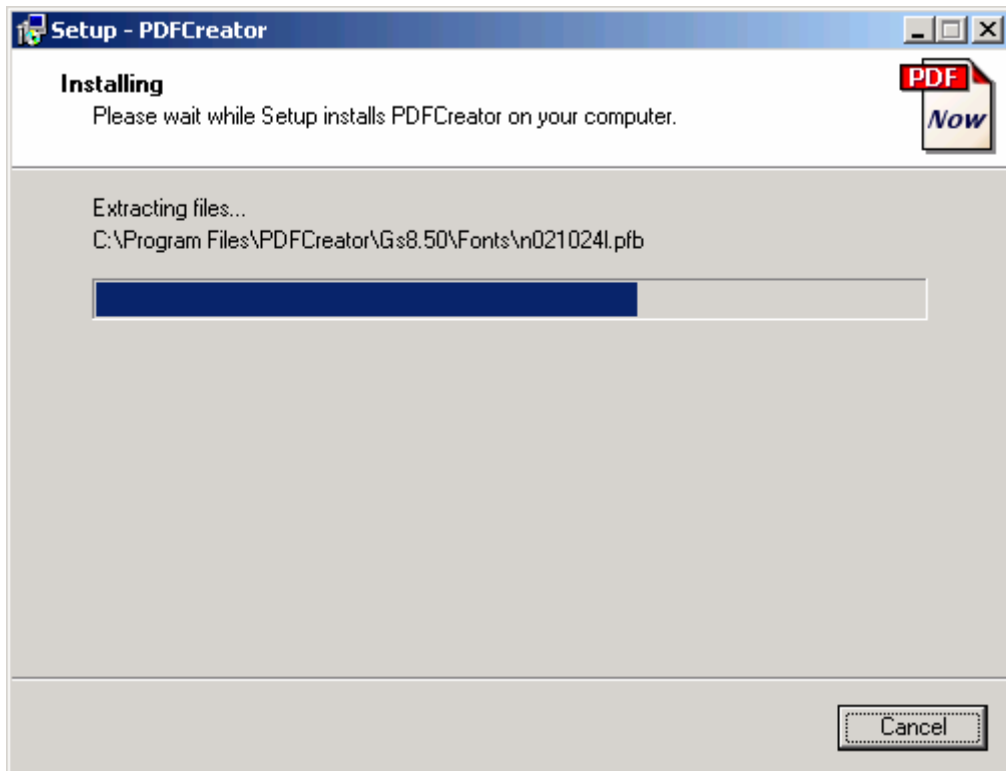 Setup - PDFCreator
Installing
Please wait while Setup installs PDFCreator on your computer.
PDF
Now
Extracting files...
C:\Program Files\PDFCreator\Gs8.50\Fonts\n021024l.pfb
Cancel